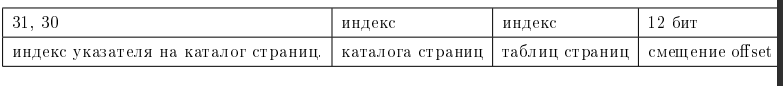 31, 30 индекс индекс 12 бит
индекс указателя на каталог страниц. каталога страниц таблиц страниц смещение offset